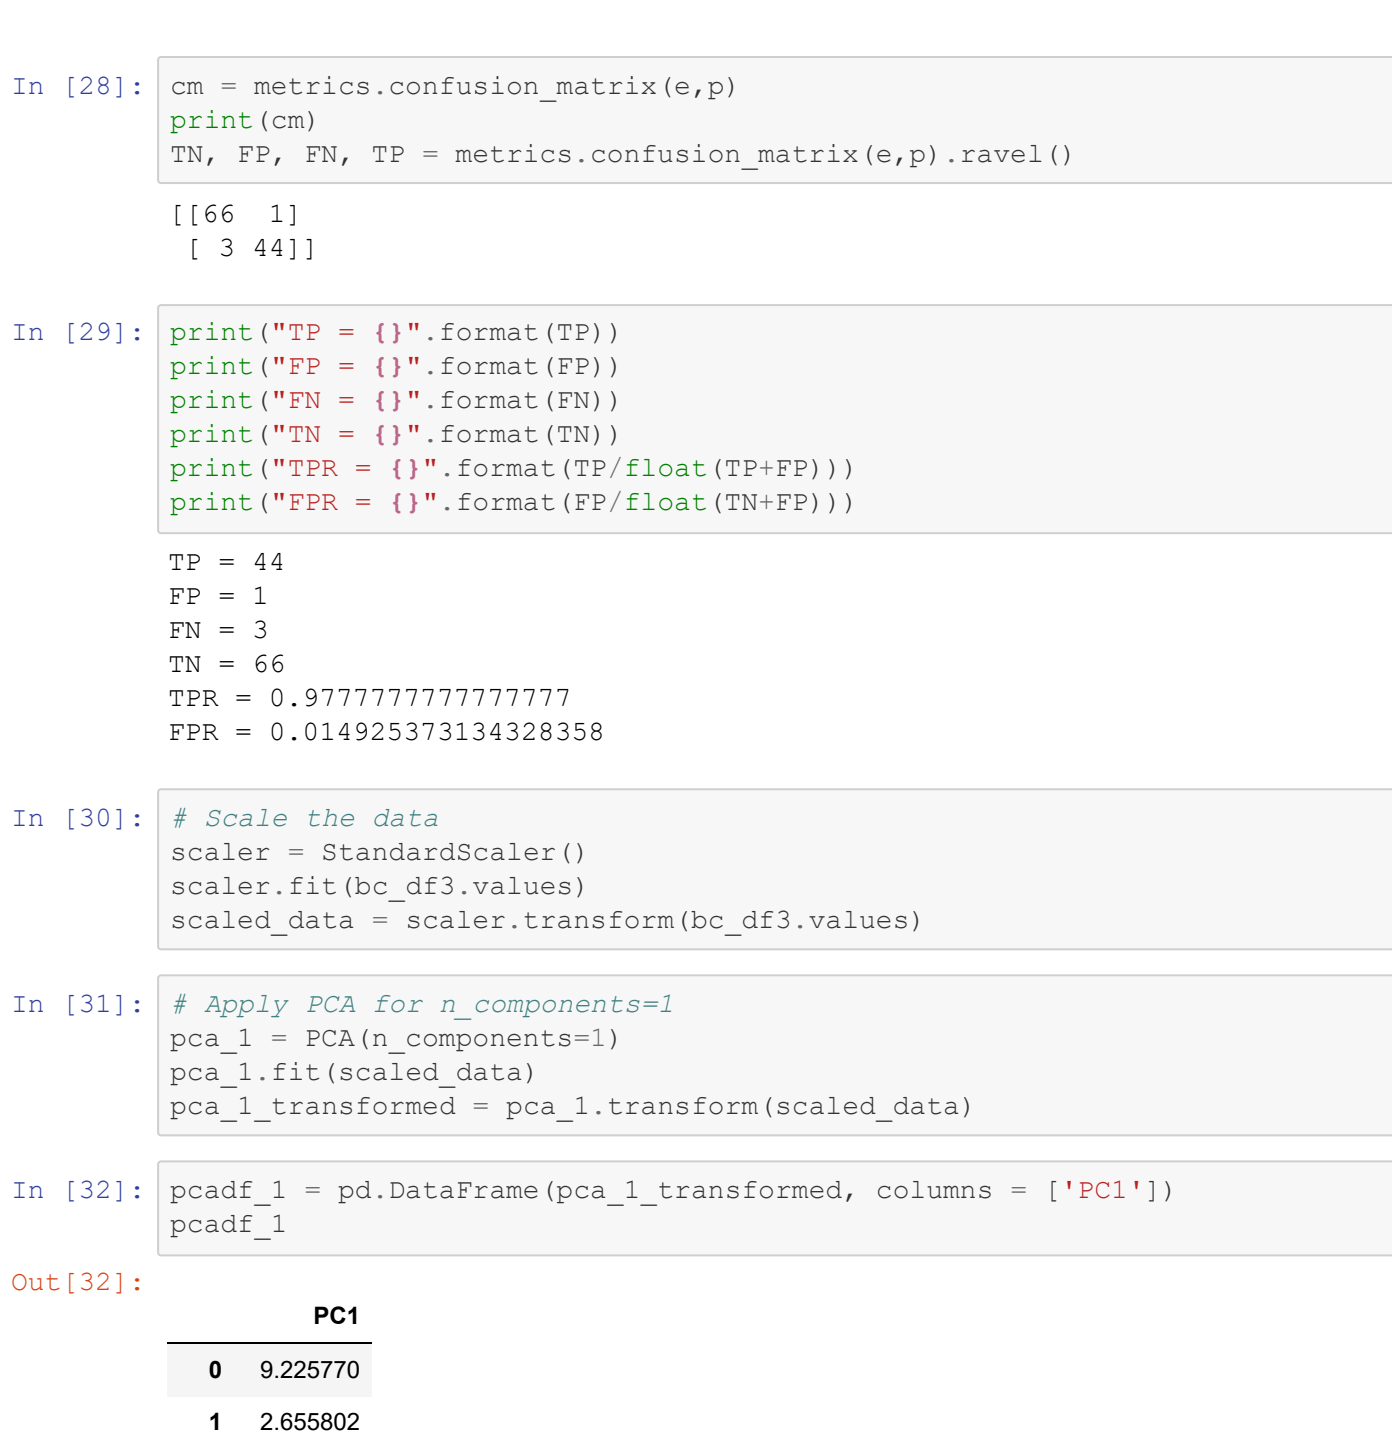 In [28]: cm = metrics.confusion_matrix(e,p)
print(cm)
TN, FP, FN, TP = metrics.confusion_matrix(e,p).ravel()
[[66  1]
 [ 3 44]]
In [29]: print("TP = {}".format(TP))
print("FP = {}".format(FP))
print("FN = {}".format(FN))
print("TN = {}".format(TN))
print("TPR = {}".format(TP/float(TP+FP)))
print("FPR = {}".format(FP/float(TN+FP)))
TP = 44
FP = 1
FN = 3
TN = 66
TPR = 0.9777777777777777
FPR = 0.014925373134328358
In [30]: # Scale the data
scaler = StandardScaler()
scaler.fit(bc_df3.values)
scaled_data = scaler.transform(bc_df3.values)
In [31]: # Apply PCA for n_components=1
pca_1 = PCA(n_components=1)
pca_1.fit(scaled_data)
pca_1_transformed = pca_1.transform(scaled_data)
In [32]: pcadf_1 = pd.DataFrame(pca_1_transformed, columns = ['PC1'])
pcadf_1
Out[32]:
PC1
0 9.225770
1 2.655802